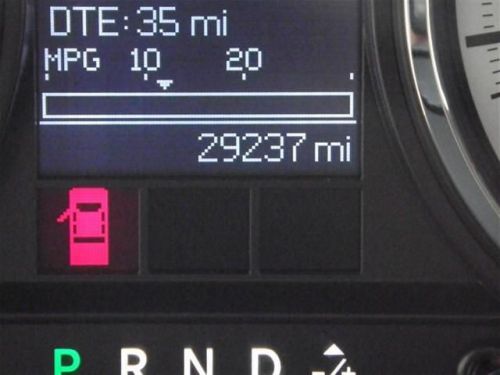 DTE: 35 mi
MPG 10 20
29237 mi
P R N D -/+